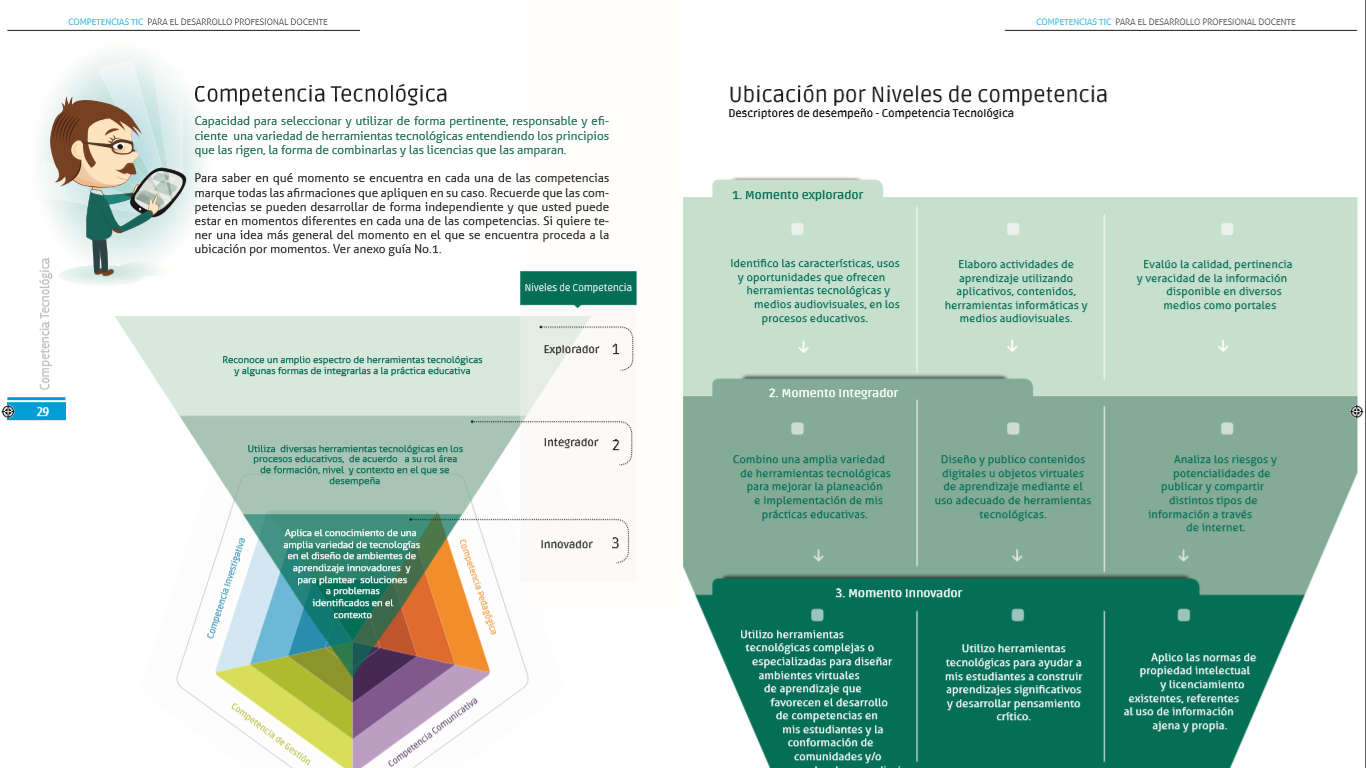 COMPETENCIAS TIC PARA EL DESARROLLO PROFESIONAL DOCENTE
Competencia Tecnológica
Capacidad para seleccionar y utilizar de forma pertinente, responsable y efi-
ciente una variedad de herramientas tecnológicas entendiendo los principios
que las rigen, la forma de combinarlas y las licencias que las amparan.
Para saber en qué momento se encuentra en cada una de las competencias
marque todas las afirmaciones que apliquen en su caso. Recuerde que las com-
petencias se pueden desarrollar de forma independiente y que usted puede
estar en momentos diferentes en cada una de las competencias. Si quiere te-
ner una idea más general del momento en el que se encuentra proceda a la
ubicación por momentos. Ver anexo guía No.1.
Competencia Tecnológica
29
Niveles de Competencia
Reconoce un amplio espectro de herramientas tecnológicas
y algunas formas de integrarlas a la práctica educativa
Explorador 1
Utiliza diversas herramientas tecnológicas en los
procesos educativos, de acuerdo a su rol área
de formación, nivel y contexto en el que se
desempeña
Integrador 2
Aplica el conocimiento de una
amplia variedad de tecnologías
en el diseño de ambientes de
aprendizaje innovadores y
para plantear soluciones
a problemas
identificados en el
contexto
Innovador 3
Competencia Investigativa
Competencia Pedagógica
Competencia de Gestión
Competencia Comunicativa
COMPETENCIAS TIC PARA EL DESARROLLO PROFESIONAL DOCENTE
Ubicación por Niveles de competencia
Descriptores de desempeño - Competencia Tecnológica
1. Momento explorador
Identifico las características, usos
y oportunidades que ofrecen
herramientas tecnológicas y
medios audiovisuales, en los
procesos educativos.
Elaboro actividades de
aprendizaje utilizando
aplicativos, contenidos,
herramientas informáticas y
medios audiovisuales.
Evalúo la calidad, pertinencia
y veracidad de la información
disponible en diversos
medios como portales
2. Momento Integrador
Combino una amplia variedad
de herramientas tecnológicas
para mejorar la planeación
e implementación de mis
prácticas educativas.
Diseño y publico contenidos
digitales u objetos virtuales
de aprendizaje mediante el
uso adecuado de herramientas
tecnológicas.
Analiza los riesgos y
potencialidades de
publicar y compartir
distintos tipos de
información a través
de internet.
3. Momento Innovador
Utilizo herramientas
tecnológicas complejas o
especializadas para diseñar
ambientes virtuales
de aprendizaje que
favorecen el desarrollo
de competencias en
mis estudiantes y la
conformación de
comunidades y/o
Utilizo herramientas
tecnológicas para ayudar a
mis estudiantes a construir
aprendizajes significativos
y desarrollar pensamiento
crítico.
Aplico las normas de
propiedad intelectual
y licenciamiento
existentes, referentes
al uso de información
ajena y propia.